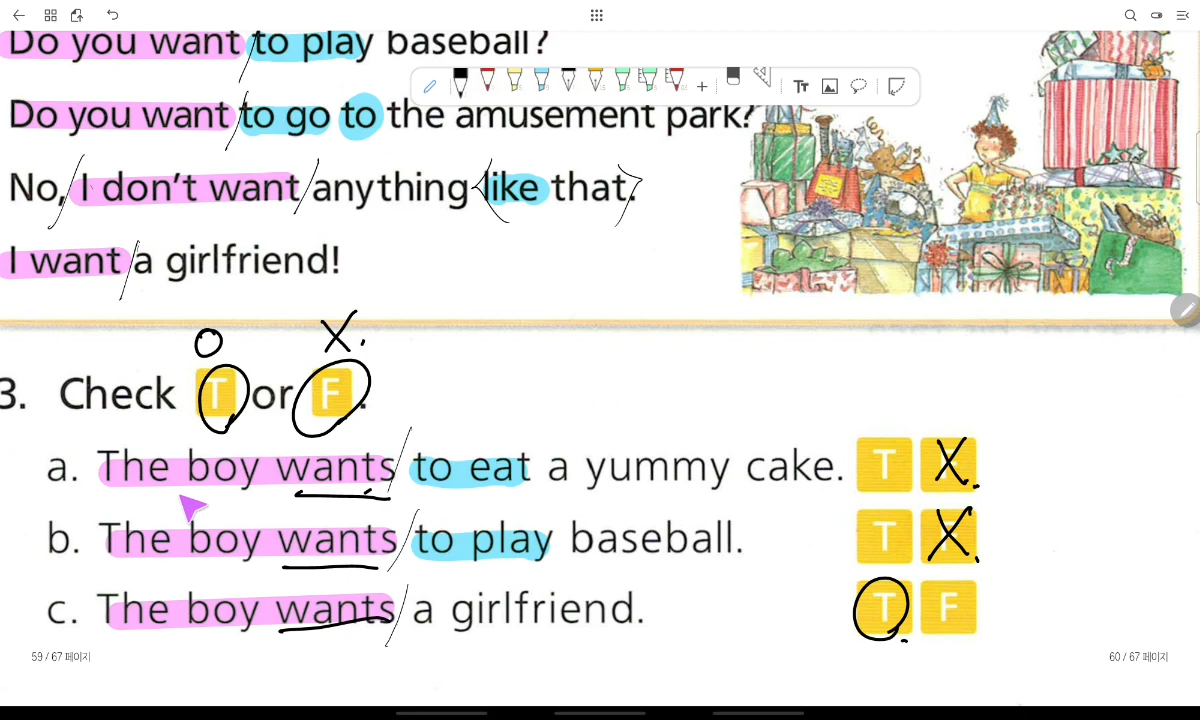 Do you want to play baseball?
Do you want to go to the amusement park?
No, I don't want anything like that.
I want a girlfriend!
O X.
3. Check T or F.
a. The boy wants to eat a yummy cake. T X.
b. The boy wants to play baseball. T X.
c. The boy wants a girlfriend. T F
59 / 67 페이지
60 / 67 페이지